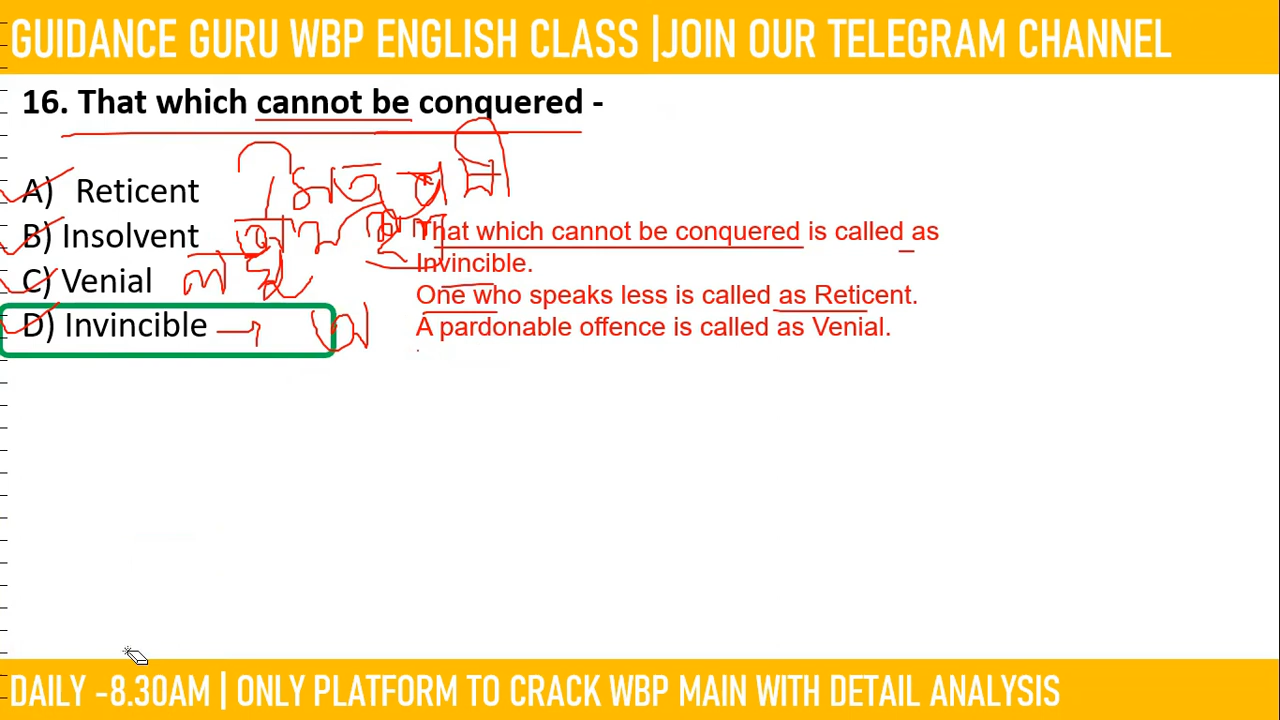 GUIDANCE GURU WBP ENGLISH CLASS |JOIN OUR TELEGRAM CHANNEL
16. That which cannot be conquered -
A) Reticent
B) Insolvent
C) Venial
D) Invincible
That which cannot be conquered is called as
Invincible.
One who speaks less is called as Reticent.
A pardonable offence is called as Venial.
DAILY -8.30AM | ONLY PLATFORM TO CRACK WBP MAIN WITH DETAIL ANALYSIS